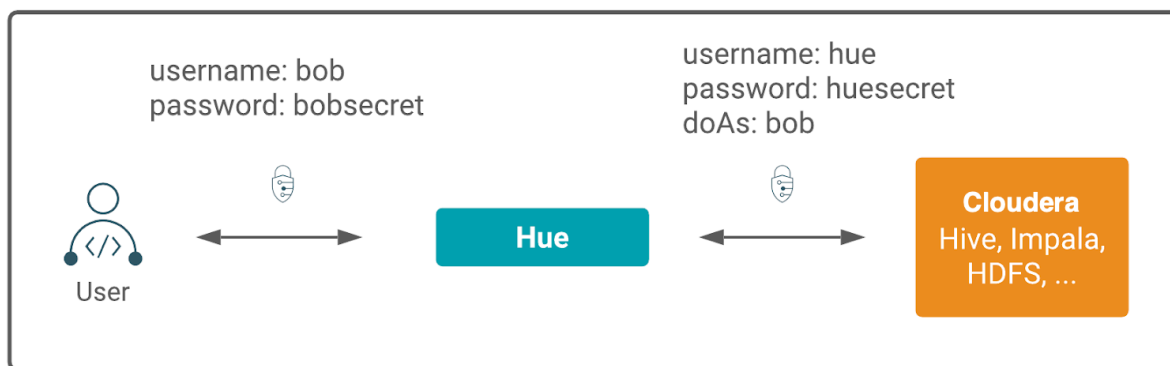 username: bob
password: bobsecret
username: hue
password: huesecret
doAs: bob
</>
User
Hue
Cloudera
Hive, Impala,
HDFS, ...